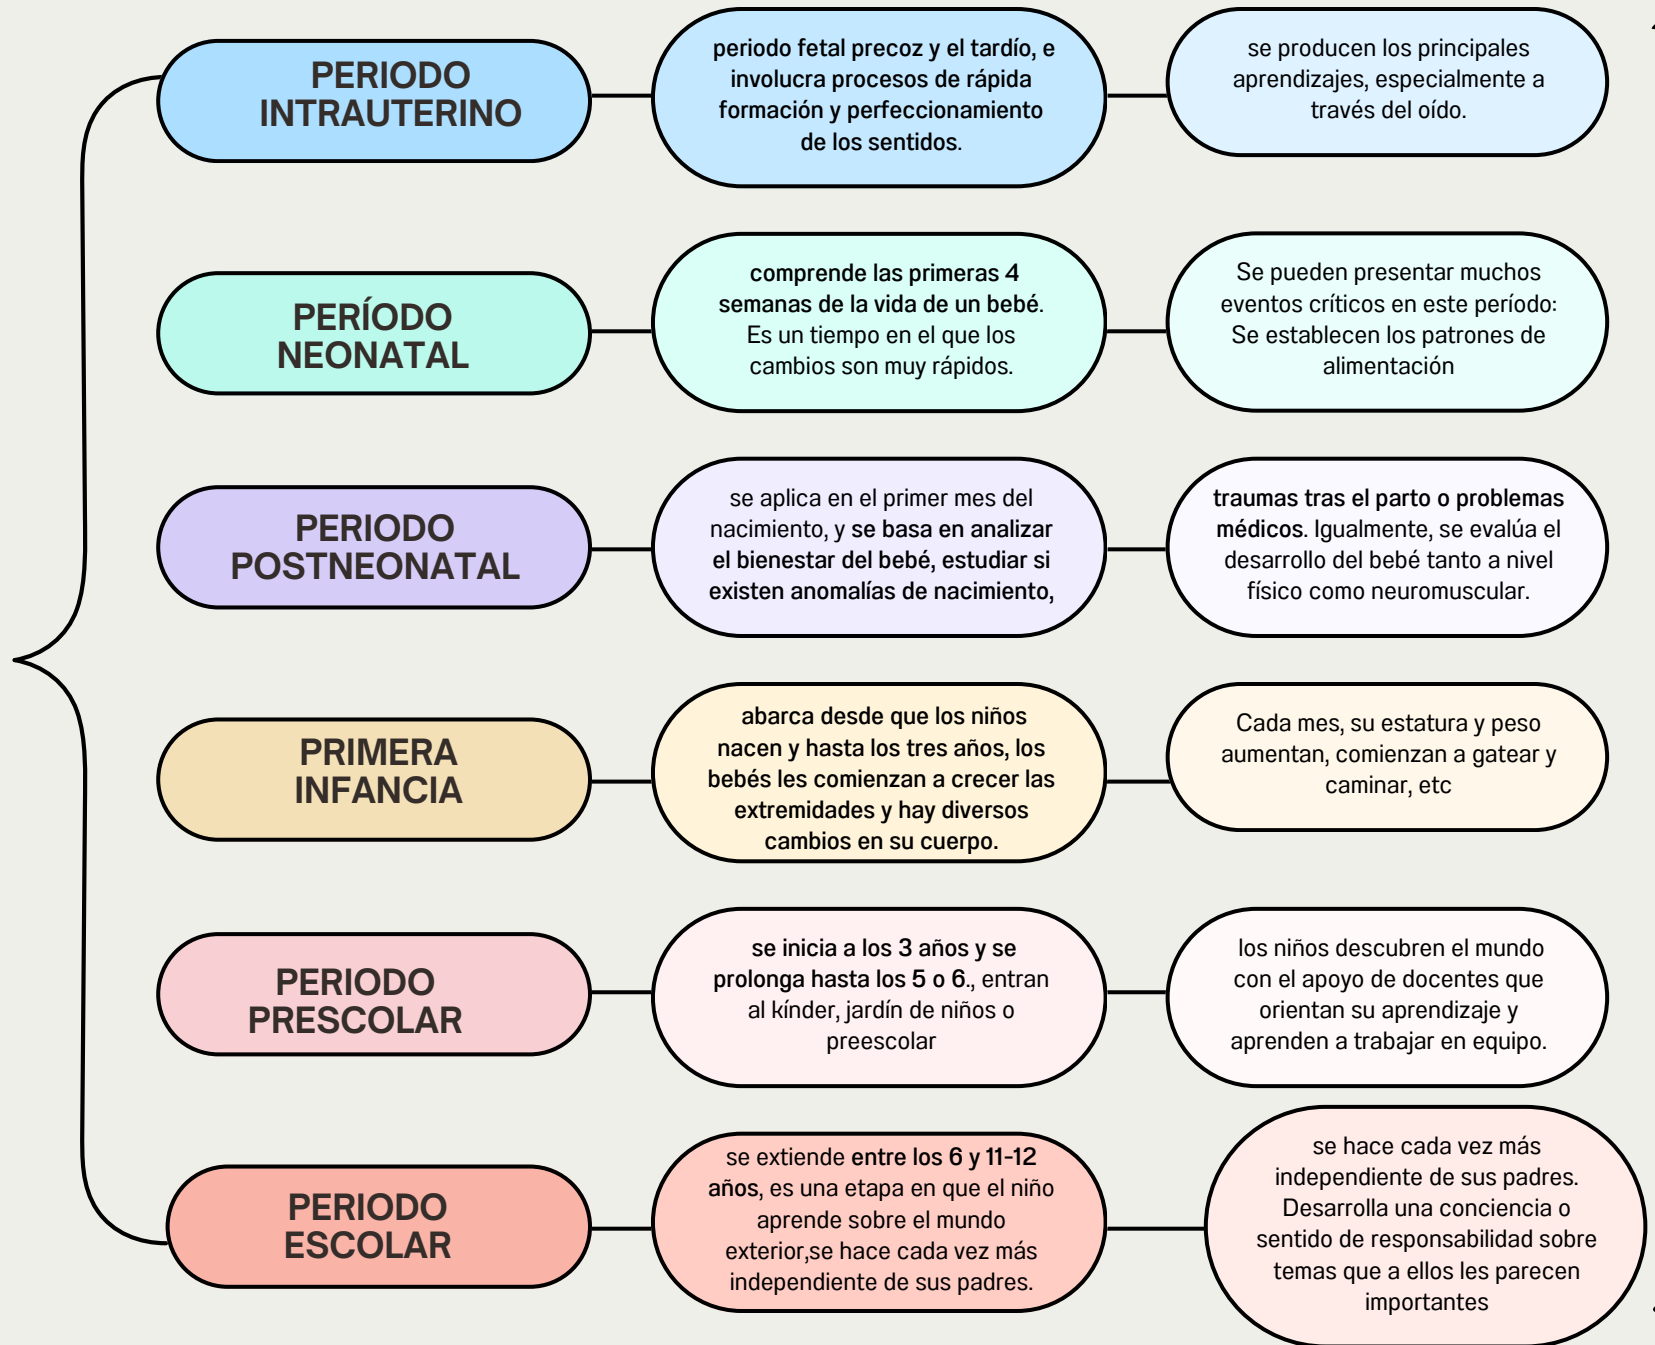 PERIODO
INTRAUTERINO
periodo fetal precoz y el tardío, e
involucra procesos de rápida
formación y perfeccionamiento
de los sentidos.
se producen los principales
aprendizajes, especialmente a
través del oído.
PERÍODO
NEONATAL
comprende las primeras 4
semanas de la vida de un bebé.
Es un tiempo en el que los
cambios son muy rápidos.
Se pueden presentar muchos
eventos críticos en este período:
Se establecen los patrones de
alimentación
PERIODO
POSTNEONATAL
se aplica en el primer mes del
nacimiento, y se basa en analizar
el bienestar del bebé, estudiar si
existen anomalías de nacimiento,
traumas tras el parto o problemas
médicos. Igualmente, se evalúa el
desarrollo del bebé tanto a nivel
físico como neuromuscular.
PRIMERA
INFANCIA
abarca desde que los niños
nacen y hasta los tres años, los
bebés les comienzan a crecer las
extremidades y hay diversos
cambios en su cuerpo.
Cada mes, su estatura y peso
aumentan, comienzan a gatear y
caminar, etc
PERIODO
PRESCOLAR
se inicia a los 3 años y se
prolonga hasta los 5 o 6., entran
al kínder, jardín de niños o
preescolar
los niños descubren el mundo
con el apoyo de docentes que
orientan su aprendizaje y
aprenden a trabajar en equipo.
PERIODO
ESCOLAR
se extiende entre los 6 y 11-12
años, es una etapa en que el niño
aprende sobre el mundo
exterior,se hace cada vez más
independiente de sus padres.
se hace cada vez más
independiente de sus padres.
Desarrolla una conciencia o
sentido de responsabilidad sobre
temas que a ellos les parecen
importantes